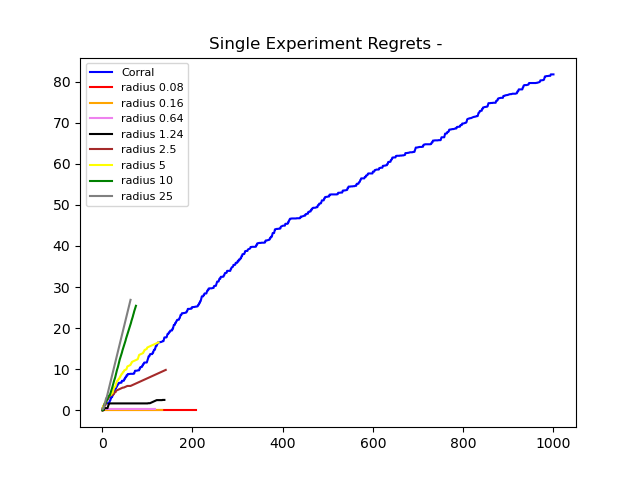 Single Experiment Regrets -
Corral
radius 0.08
radius 0.16
radius 0.64
radius 1.24
radius 2.5
radius 5
radius 10
radius 25
80
70
60
50
40
30
20
10
0
0 200 400 600 800 1000